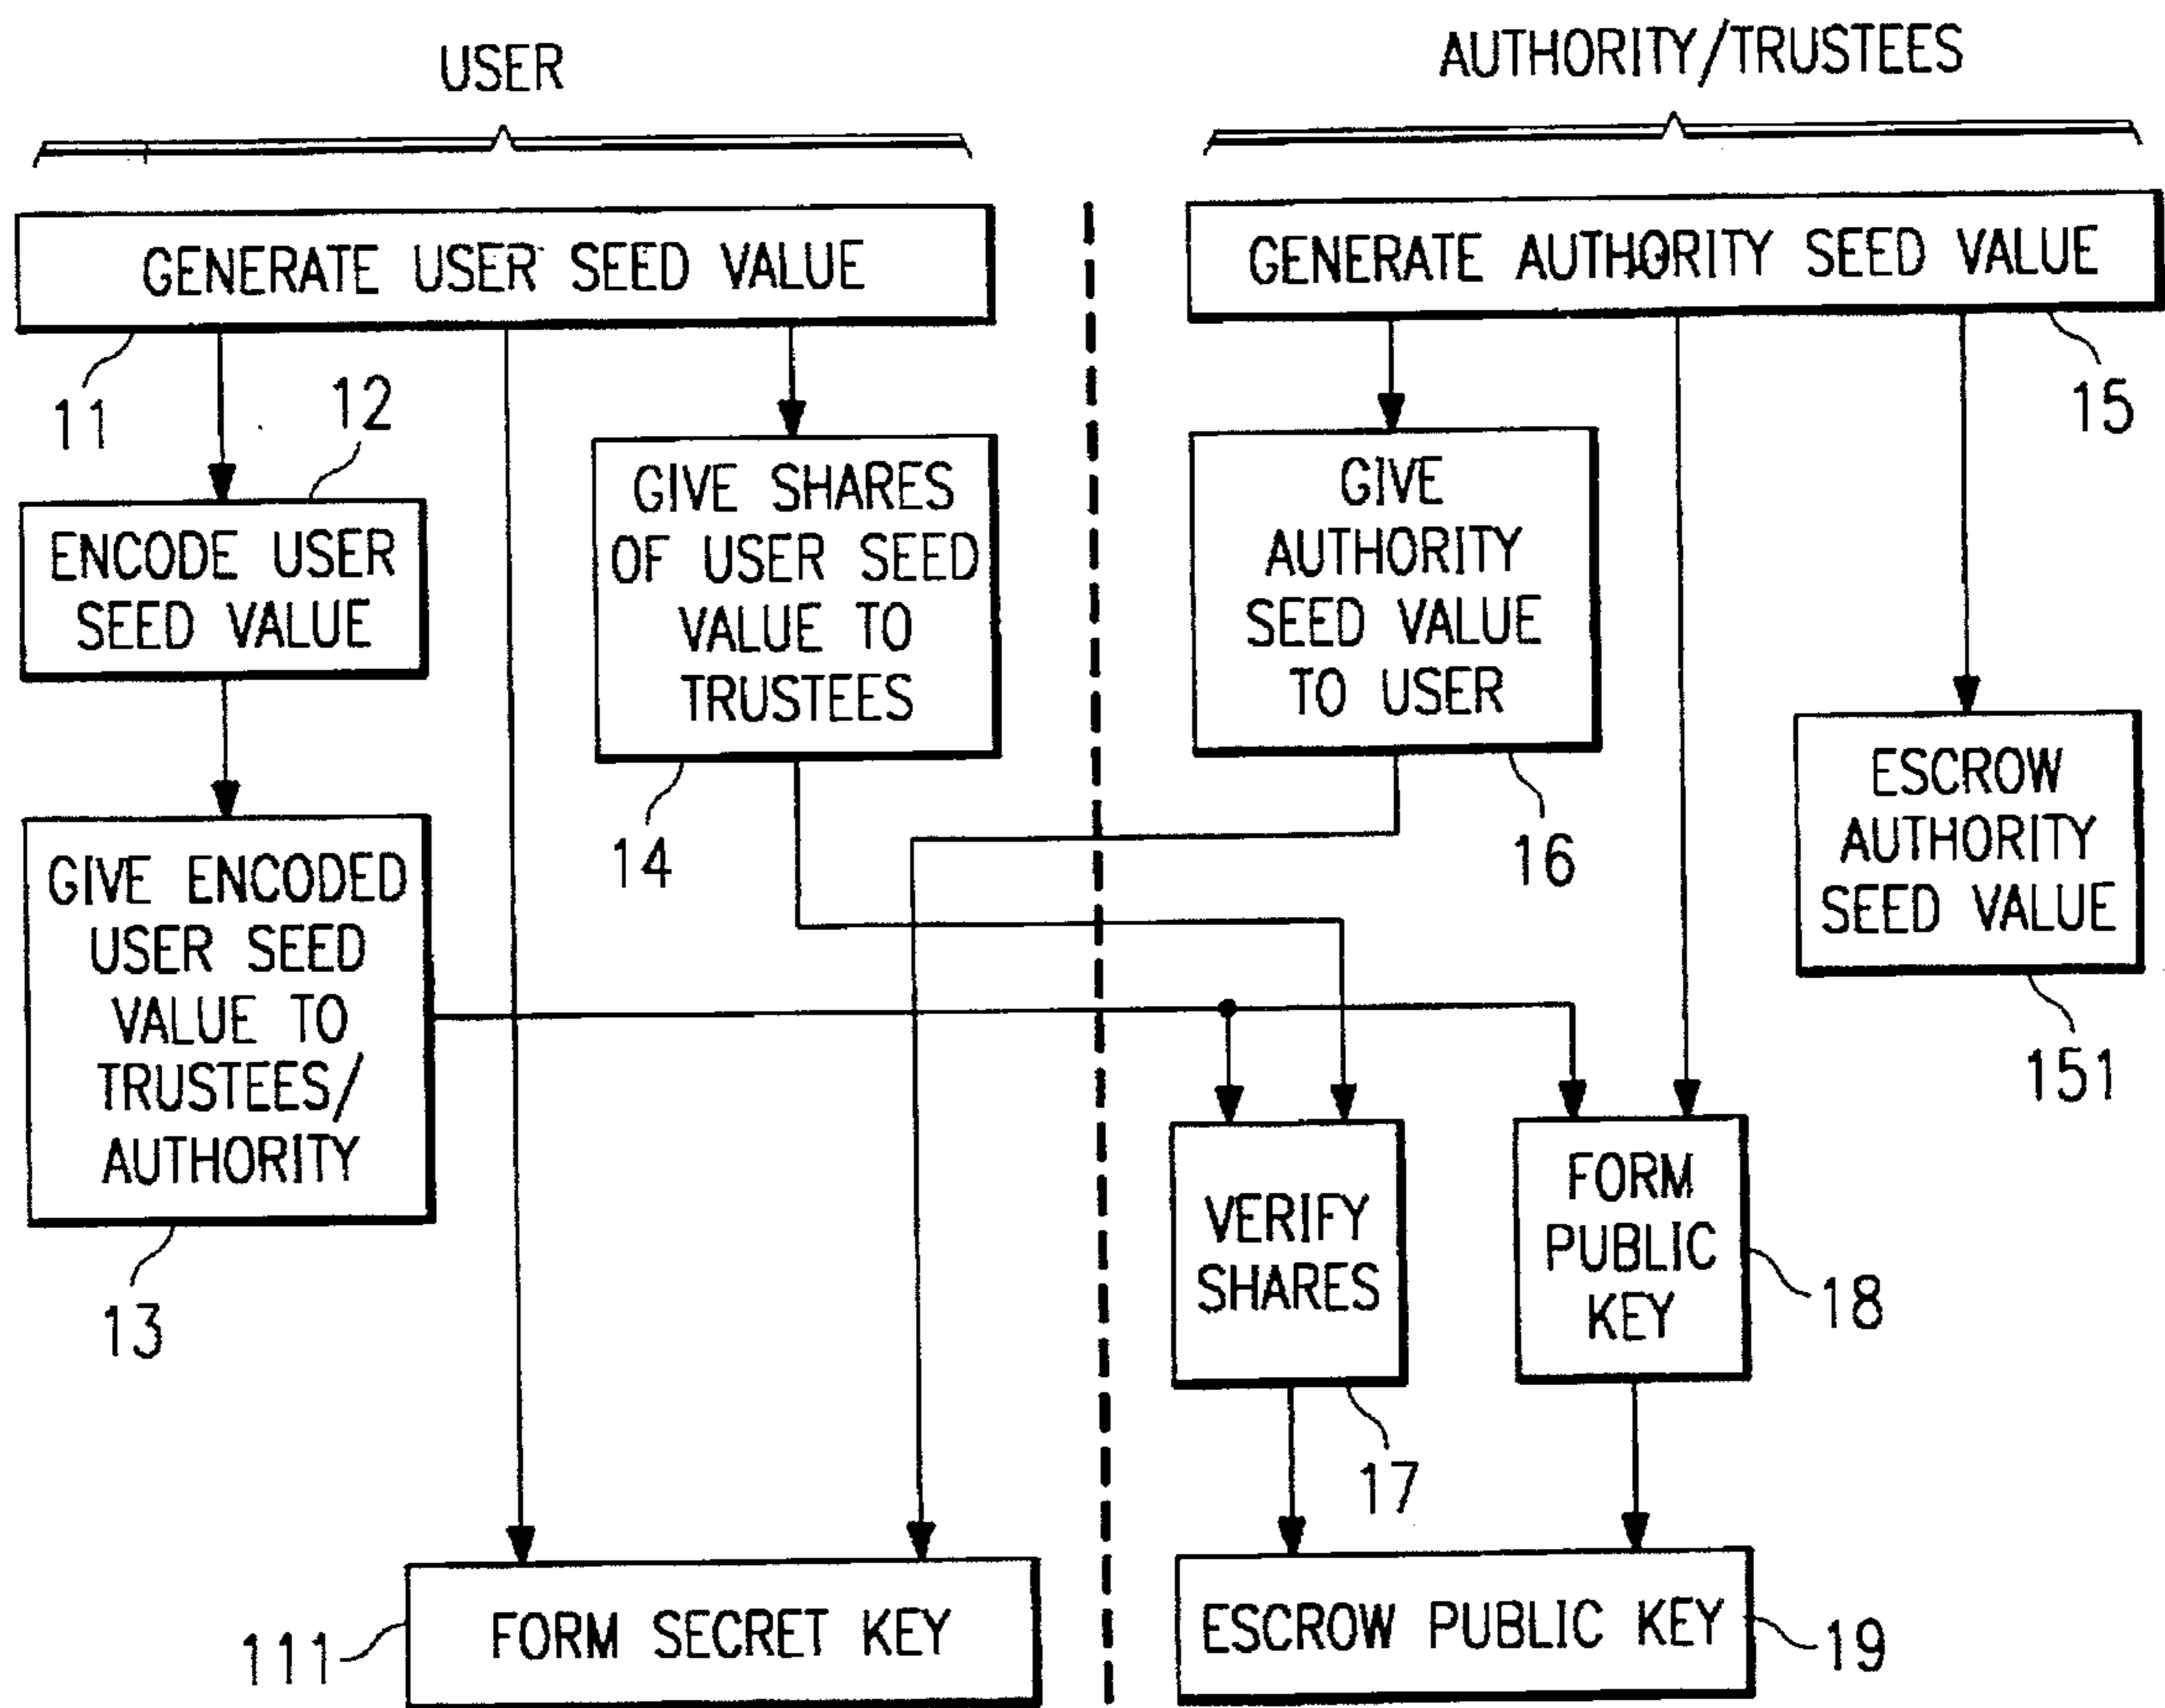 USER
AUTHORITY/TRUSTEES
GENERATE USER SEED VALUE
GENERATE AUTHORITY SEED VALUE
11
12
15
ENCODE USER
SEED VALUE
GIVE SHARES
OF USER SEED
VALUE TO
TRUSTEES
GIVE
AUTHORITY
SEED VALUE
TO USER
ESCROW
AUTHORITY
SEED VALUE
14
16
151
GIVE ENCODED
USER SEED
VALUE TO
TRUSTEES/
AUTHORITY
13
VERIFY
SHARES
17
FORM
PUBLIC
KEY
18
111
FORM SECRET KEY
ESCROW PUBLIC KEY
19